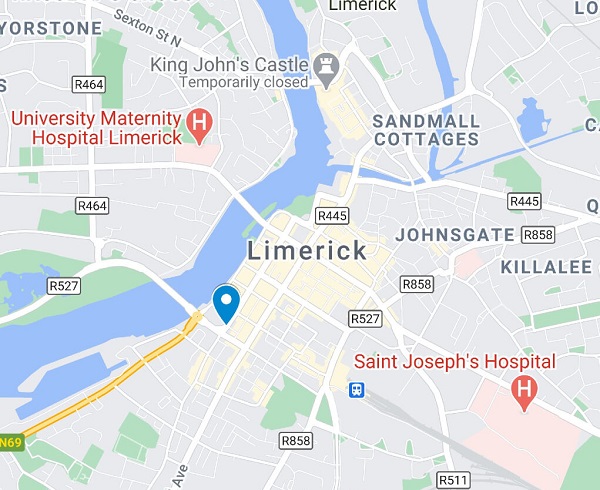 Limerick
YORSTONE
Sexton St N
LO
King John's Castle
Temporarily closed
R464
University Maternity
Hospital Limerick
H
SANDMALL
COTTAGES
CA
R464
R445
R445
Q
Limerick
JOHNSGATE
R858
KILLALEE
R527
R858
R527
Saint Joseph's Hospital
H
N69
R858
Ave
R511